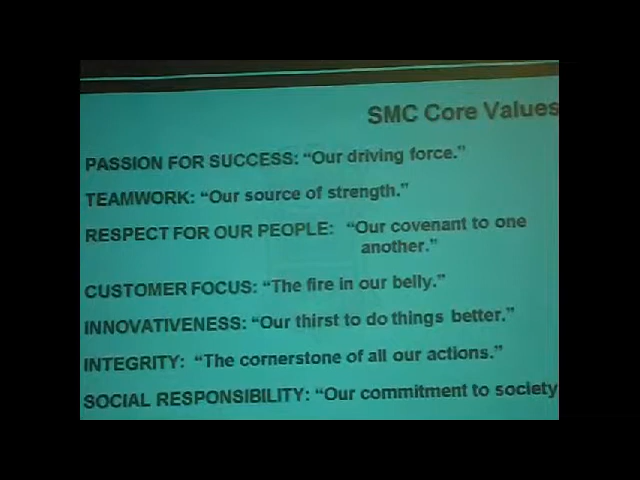 SMC Core Values
PASSION FOR SUCCESS: “Our driving force.”
TEAMWORK: “Our source of strength.”
RESPECT FOR OUR PEOPLE: “Our covenant to one
another.”
CUSTOMER FOCUS: “The fire in our belly.”
INNOVATIVENESS: “Our thirst to do things better.”
INTEGRITY: “The cornerstone of all our actions.”
SOCIAL RESPONSIBILITY: “Our commitment to society